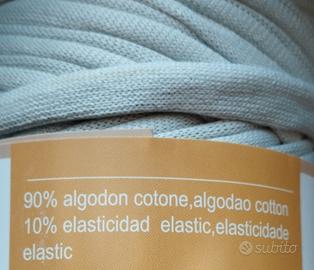 90% algodon cotone,algodao cotton
10% elasticidad elastic,elasticidade
elastic
subito